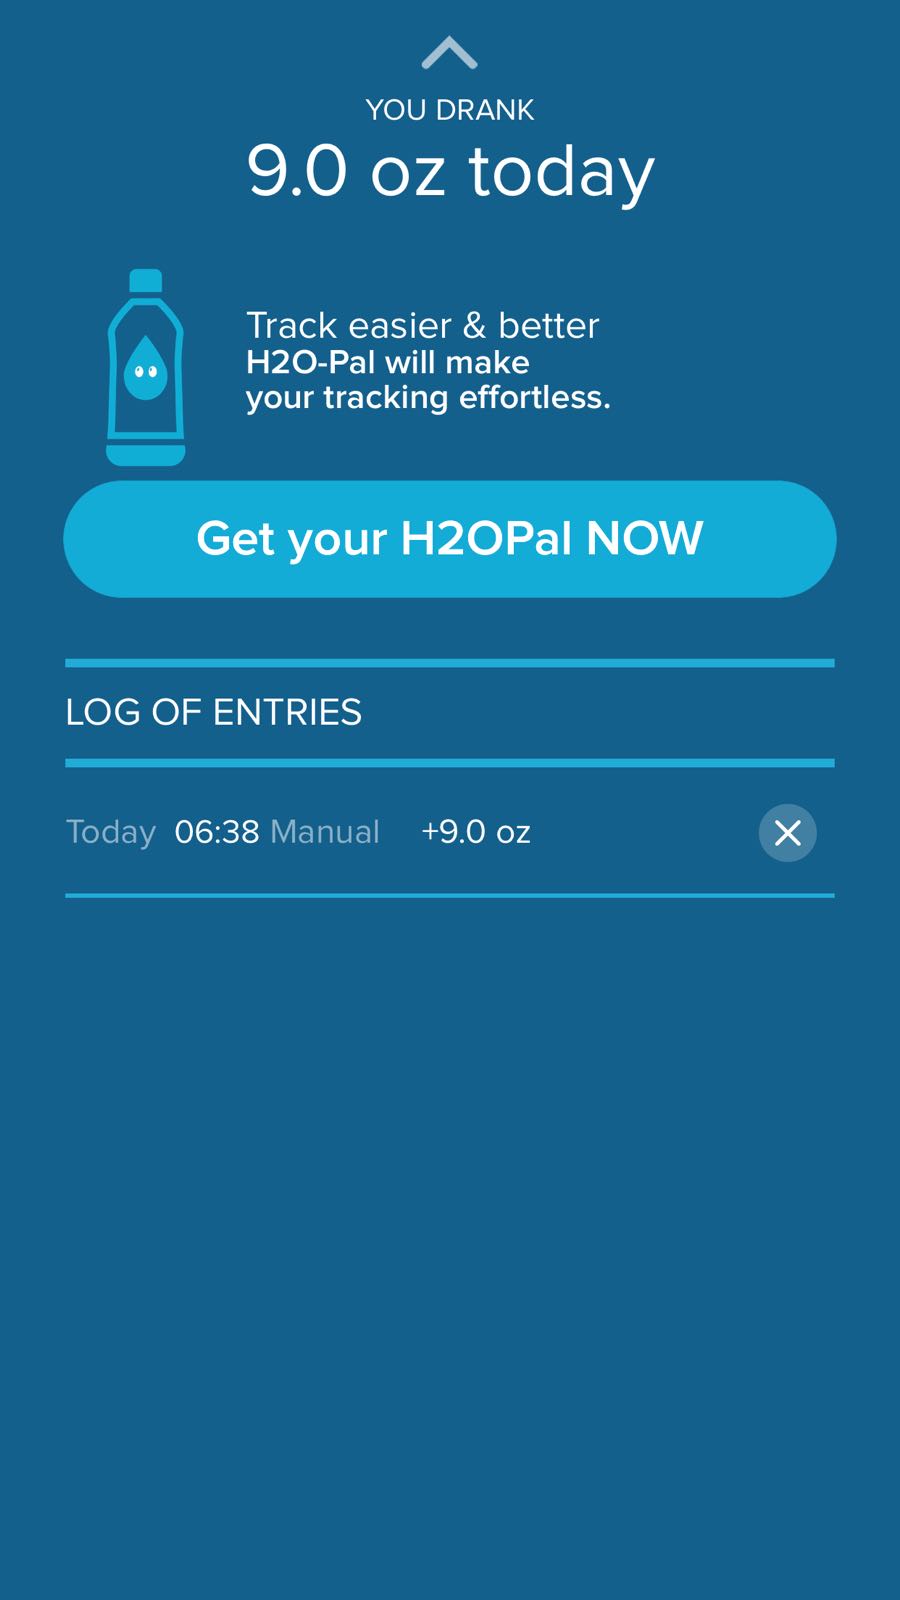 YOU DRANK
9.0 oz today
Track easier & better
H2O-Pal will make
your tracking effortless.
Get your H2OPal NOW
LOG OF ENTRIES
Today 06:38 Manual +9.0 oz